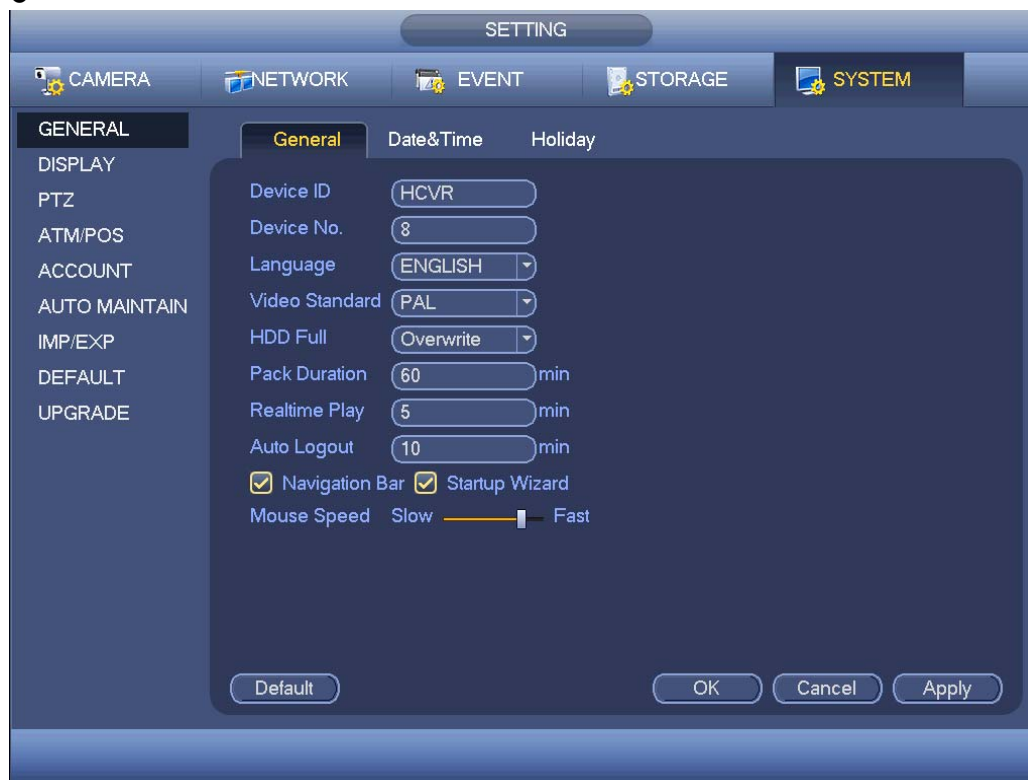 SETTING
CAMERA NETWORK EVENT STORAGE SYSTEM
GENERAL
DISPLAY
PTZ
ATM/POS
ACCOUNT
AUTO MAINTAIN
IMP/EXP
DEFAULT
UPGRADE
General Date&Time Holiday
Device ID HCVR
Device No. 8
Language ENGLISH
Video Standard PAL
HDD Full Overwrite
Pack Duration 60 min
Realtime Play 5 min
Auto Logout 10 min
Navigation Bar Startup Wizard
Mouse Speed Slow Fast
Default OK Cancel Apply